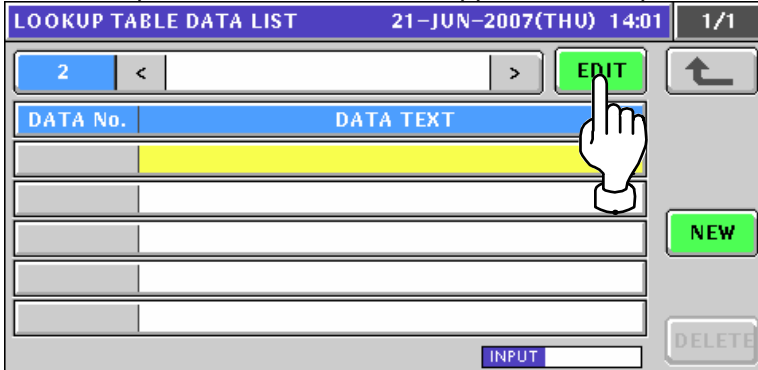 LOOKUP TABLE DATA LIST 21-JUN-2007(THU) 14:01 1/1
2 < > EDIT
DATA No. DATA TEXT
NEW
DELETE
INPUT